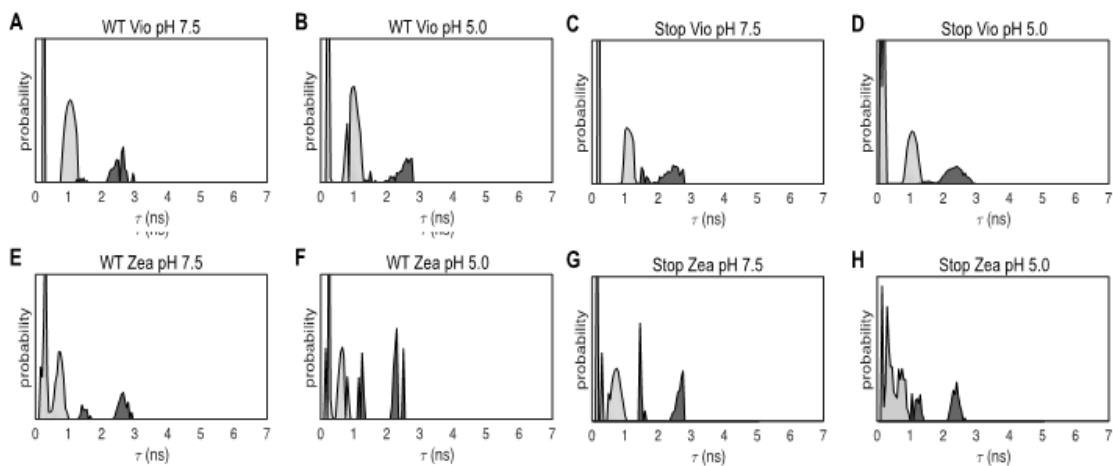 A WT Vio pH 7.5
probability
0 1 2 3 4 5 6 7
τ (ns)
B WT Vio pH 5.0
probability
0 1 2 3 4 5 6 7
τ (ns)
C Stop Vio pH 7.5
probability
0 1 2 3 4 5 6 7
τ (ns)
D Stop Vio pH 5.0
probability
0 1 2 3 4 5 6 7
τ (ns)
E WT Zea pH 7.5
probability
0 1 2 3 4 5 6 7
τ (ns)
F WT Zea pH 5.0
probability
0 1 2 3 4 5 6 7
τ (ns)
G Stop Zea pH 7.5
probability
0 1 2 3 4 5 6 7
τ (ns)
H Stop Zea pH 5.0
probability
0 1 2 3 4 5 6 7
τ (ns)